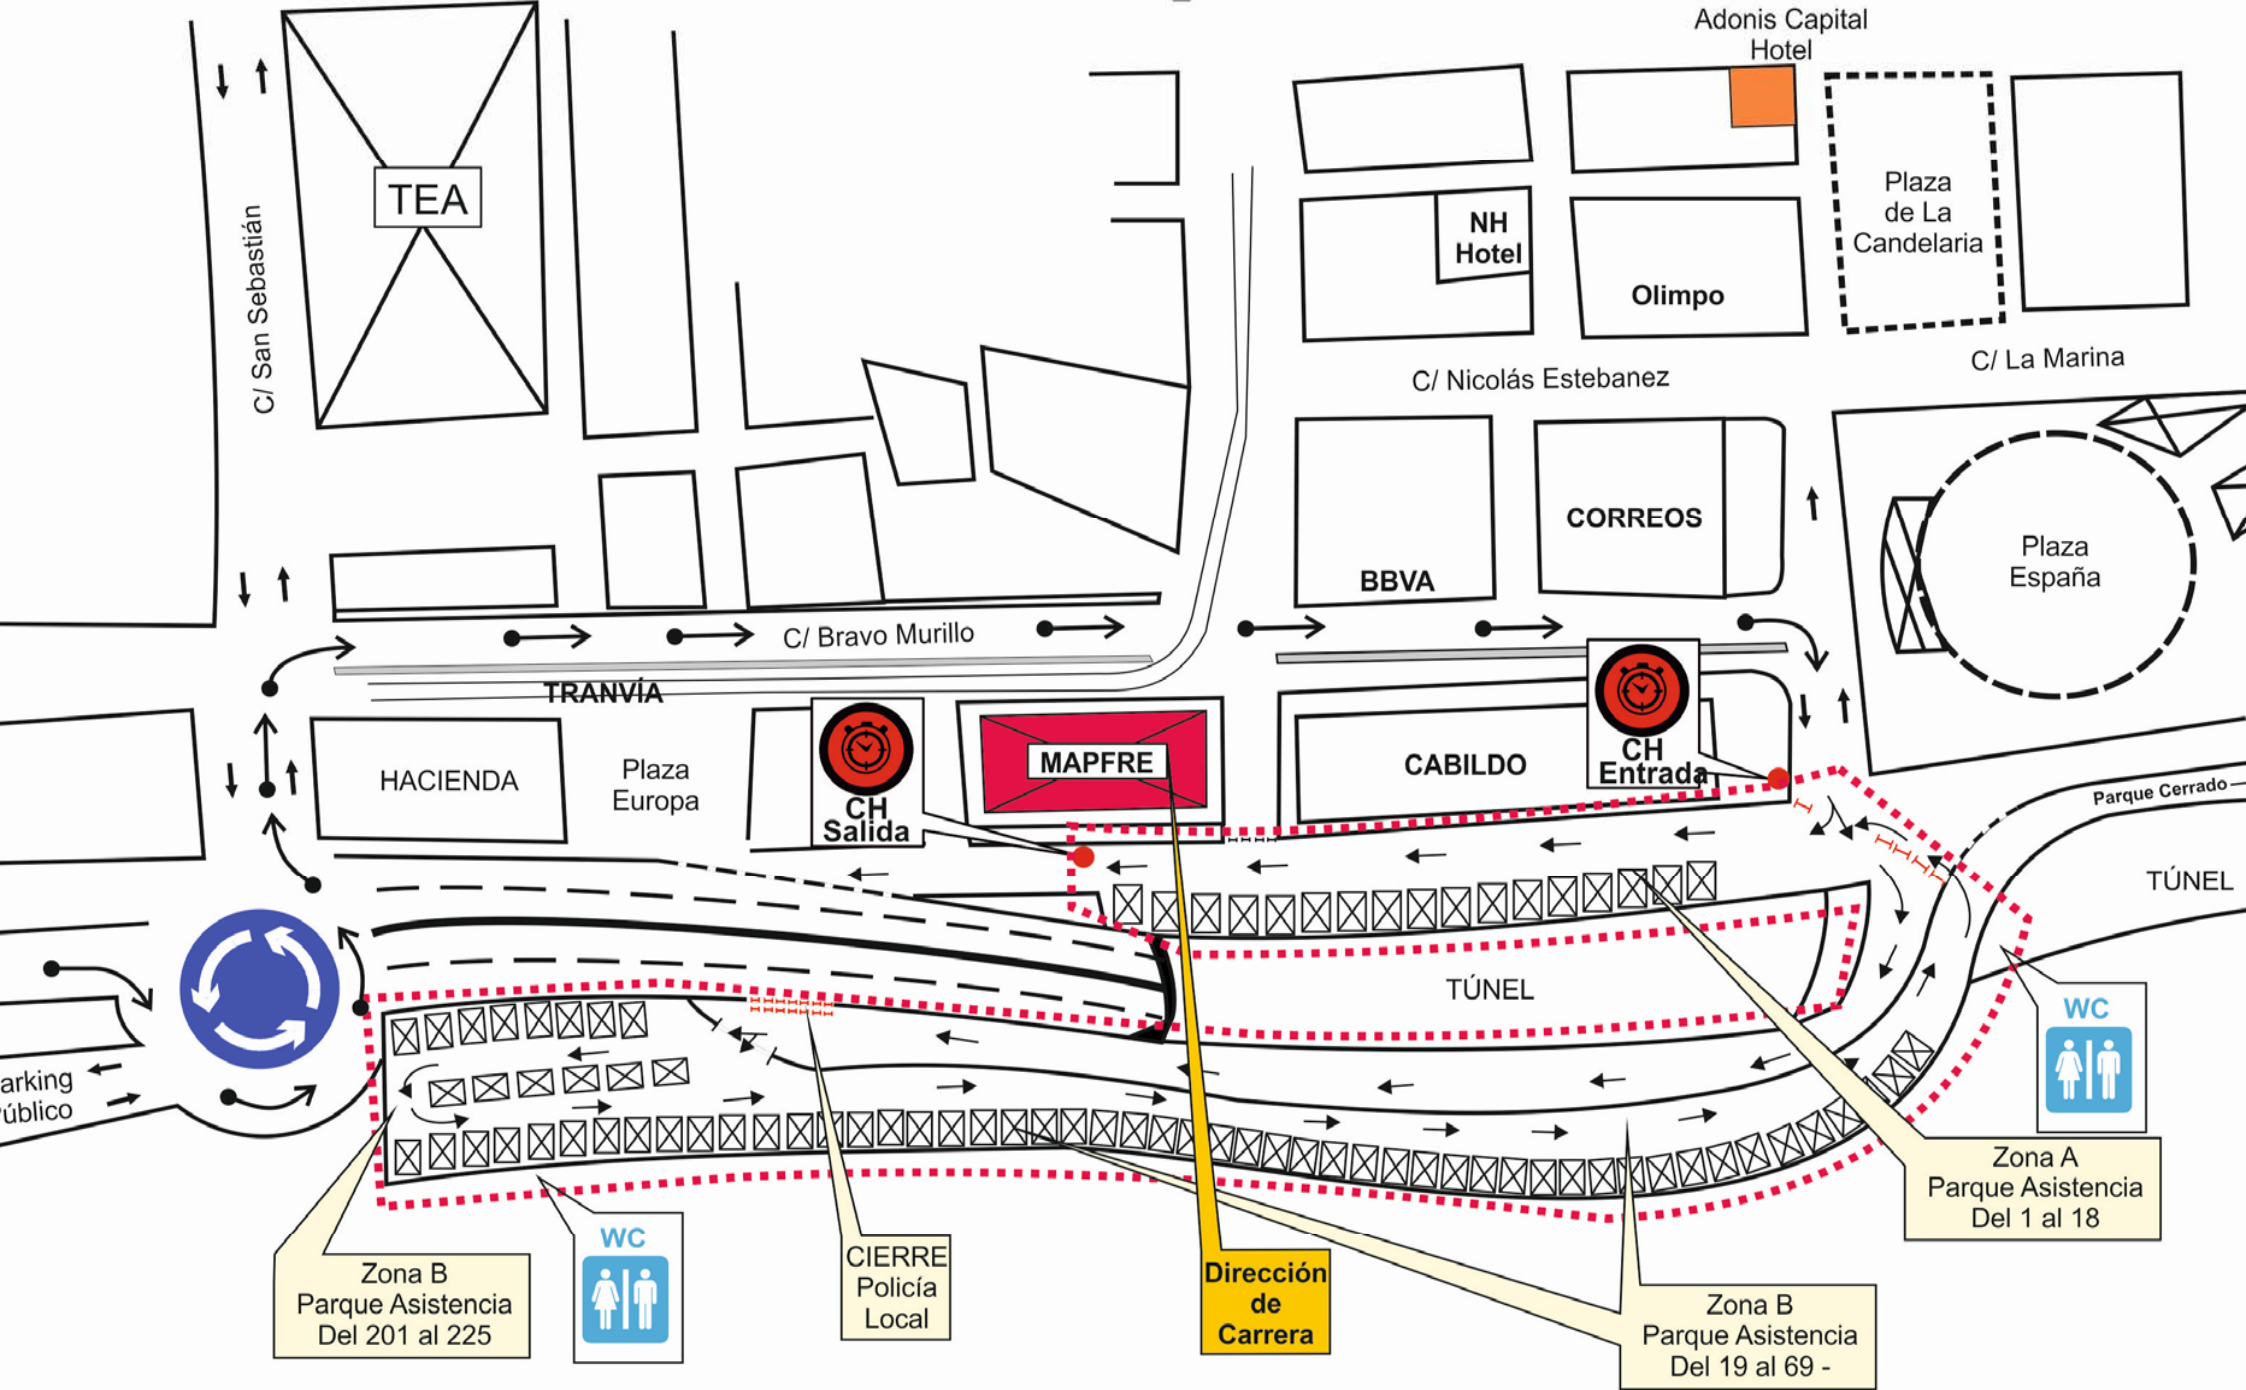 Adonis Capital
Hotel
TEA
C/ San Sebastián
NH
Hotel
Olimpo
Plaza
de La
Candelaria
C/ Nicolás Estebanez
C/ La Marina
BBVA
CORREOS
Plaza
España
C/ Bravo Murillo
TRANVÍA
HACIENDA
Plaza
Europa
CH
Salida
MAPFRE
CABILDO
CH
Entrada
Parque Cerrado
TÚNEL
TÚNEL
WC
arking
úblico
Zona A
Parque Asistencia
Del 1 al 18
Zona B
Parque Asistencia
Del 201 al 225
WC
CIERRE
Policía
Local
Dirección
de
Carrera
Zona B
Parque Asistencia
Del 19 al 69 -